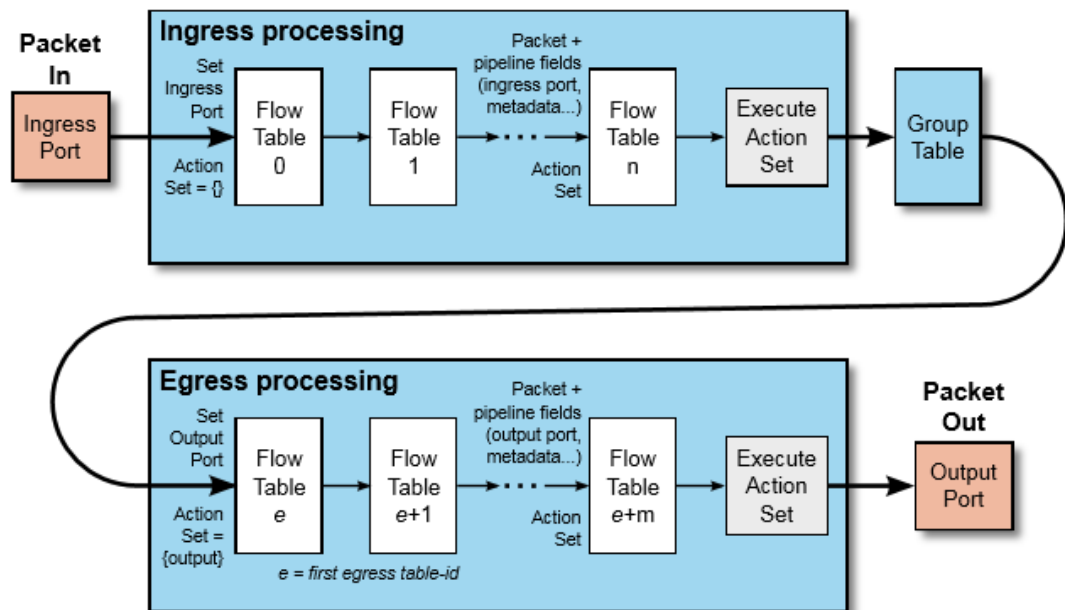 Ingress processing
Packet
In
Ingress
Port
Set
Ingress
Port
Action
Set = {}
Flow
Table
0
Flow
Table
1
Packet +
pipeline fields
(ingress port,
metadata...)
Action
Set
Flow
Table
n
Execute
Action
Set
Group
Table
Egress processing
Set
Output
Port
Action
Set =
{output}
Flow
Table
e
Flow
Table
e+1
e = first egress table-id
Packet +
pipeline fields
(output port,
metadata...)
Action
Set
Flow
Table
e+m
Execute
Action
Set
Packet
Out
Output
Port